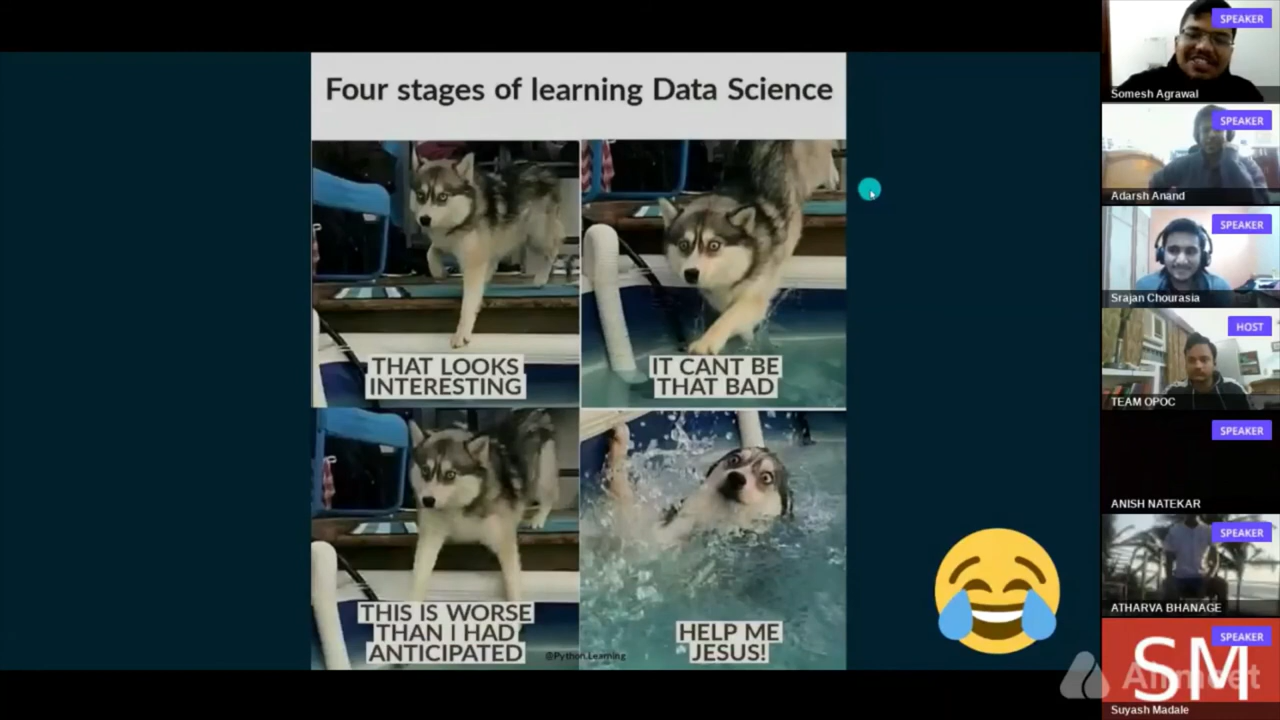 Four stages of learning Data Science
THAT LOOKS
INTERESTING
IT CANT BE
THAT BAD
THIS IS WORSE
THAN I HAD
ANTICIPATED
@Python.Learning
HELP ME
JESUS!
SPEAKER
Somesh Agrawal
SPEAKER
Adarsh Anand
SPEAKER
Srajan Chourasia
HOST
TEAM OPOC
SPEAKER
ANISH NATEKAR
SPEAKER
ATHARVA BHANAGE
SPEAKER
SM
Airmeet
Suyash Madale